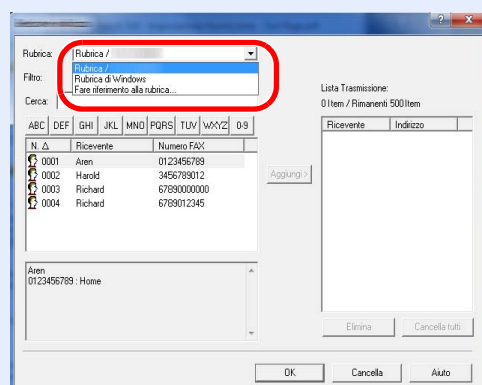 Rubrica: Rubrica /
Rubrica /
Rubrica di Windows
Fare riferimento alla rubrica...
Filtro:
Cerca:
ABC DEF GHI JKL MNO PQRS TUV WXYZ 0-9
N. △ Ricevente Numero FAX
0001 Aren 0123456789
0002 Harold 3456789012
0003 Richard 67890000000
0004 Richard 6789012345
Aren
0123456789 : Home
Aggiungi >
Lista Trasmissione:
0 Item / Rimanenti 500 Item
Ricevente Indirizzo
Elimina Cancella tutti
OK Cancella Aiuto